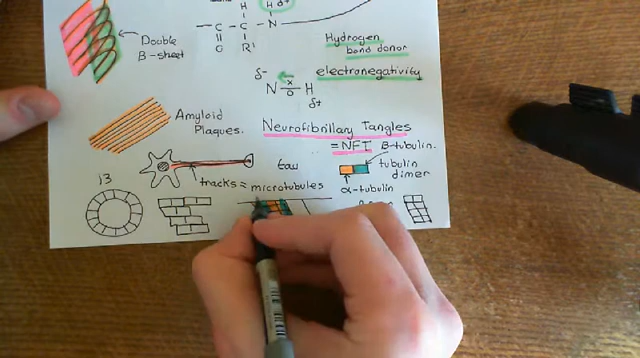 H H δ+
– C – C – N
O R'
Double
B-sheet
Hydrogen
bond donor
electronegativity
δ-
N x/o H
δ+
Amyloid
Plaques.
Neurofibrillary Tangles
= NFT B-tubulin.
tau
tubulin
dimer
tracks = microtubules
α-tubulin
13